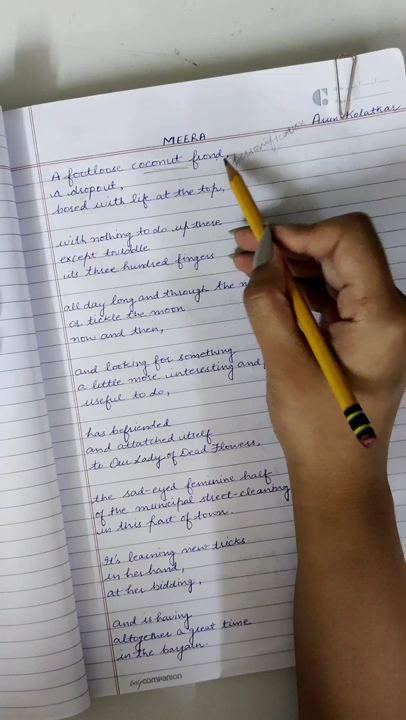 MEERA
Arun Kolatkar
personification
A footloose coconut frond,
a dropout,
bored with life at the top,
with nothing to do up there
except twiddle
its three hundred fingers
all day long and through the
or tickle the moon
now and then,
and looking for something
a little more interesting and
useful to do,
has befriended
and attatched itself
to Our Lady of Dead Flowers,
the sad-eyed feminine half
of the municipal street-cleaning
in this part of town.
It's learning new tricks
in her hand,
at her bidding,
and is having
altogether a great time
in the bargain.
companion